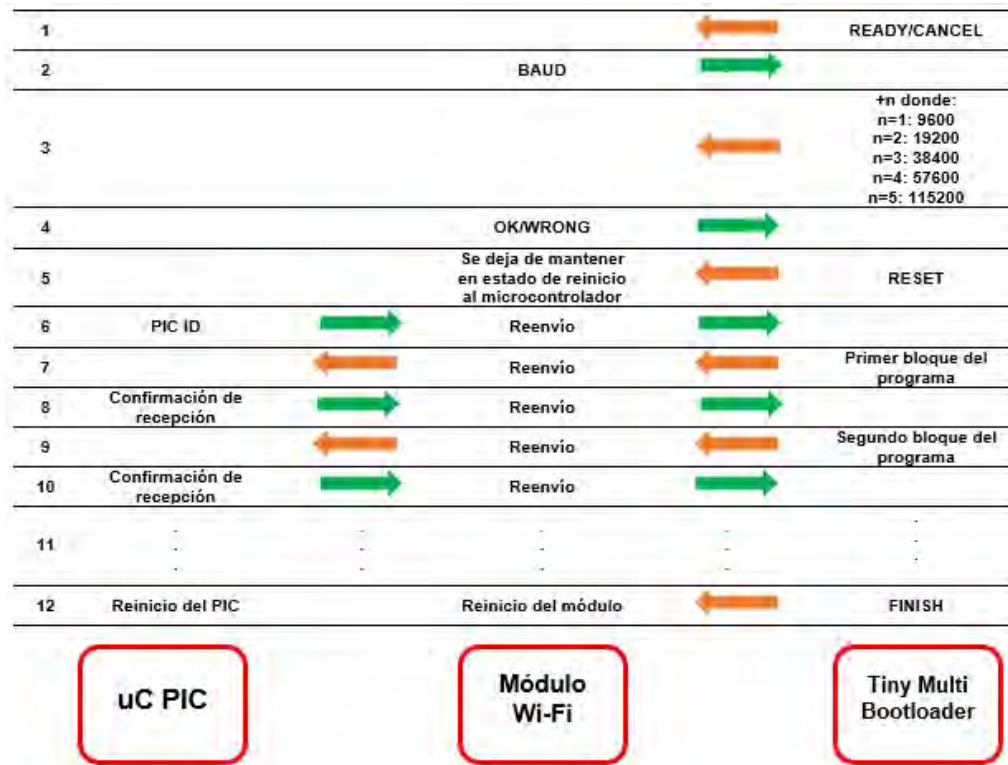 1 READY/CANCEL
2 BAUD
3 +n donde:
n=1: 9600
n=2: 19200
n=3: 38400
n=4: 57600
n=5: 115200
4 OK/WRONG
5 Se deja de mantener
en estado de reinicio
al microcontrolador
RESET
6 PIC ID Reenvío
7 Reenvío Primer bloque del
programa
8 Confirmación de
recepción
Reenvío
9 Reenvío Segundo bloque del
programa
10 Confirmación de
recepción
Reenvío
11
12 Reinicio del PIC Reinicio del módulo FINISH
uC PIC
Módulo
Wi-Fi
Tiny Multi
Bootloader